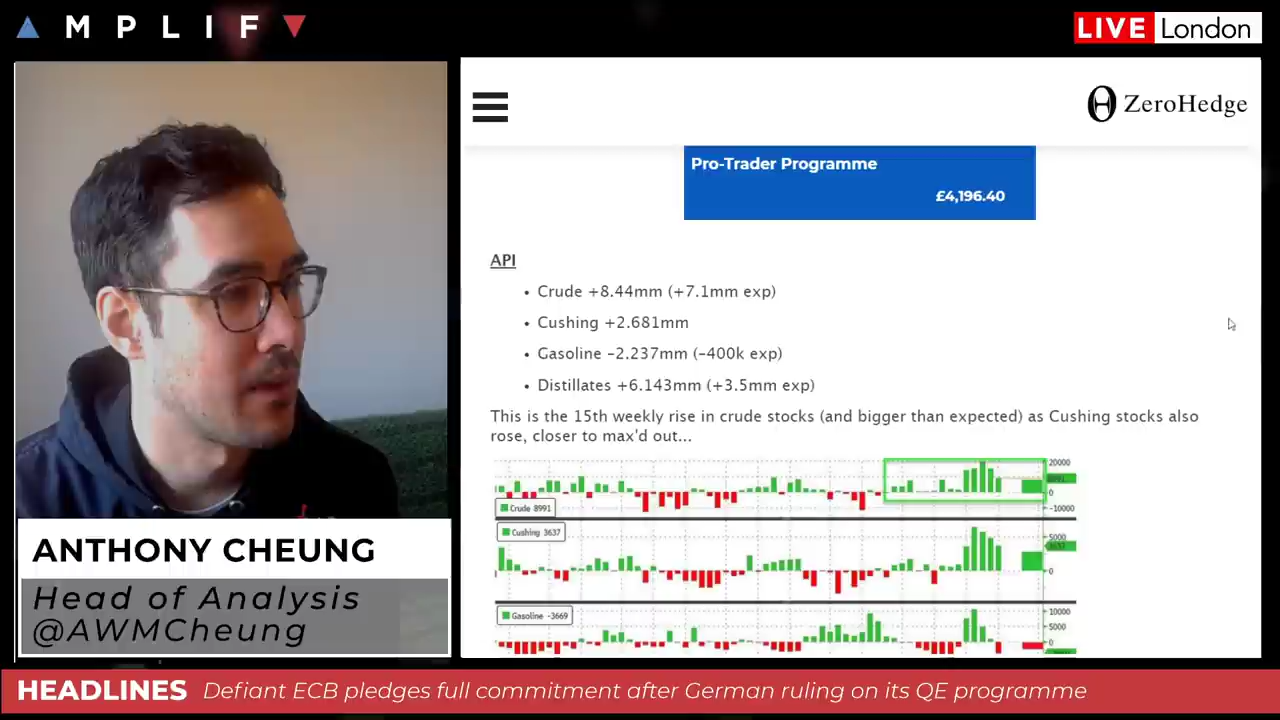 AMPLIFY
LIVE London
ZeroHedge
Pro-Trader Programme
£4,196.40
API
• Crude +8.44mm (+7.1mm exp)
• Cushing +2.681mm
• Gasoline -2.237mm (-400k exp)
• Distillates +6.143mm (+3.5mm exp)
This is the 15th weekly rise in crude stocks (and bigger than expected) as Cushing stocks also
rose, closer to max'd out...
20000
0
-10000
Crude 8991
Cushing 3637
5000
0
Gasoline -3669
10000
5000
0
ANTHONY CHEUNG
Head of Analysis
@AWMCheung
HEADLINES Defiant ECB pledges full commitment after German ruling on its QE programme